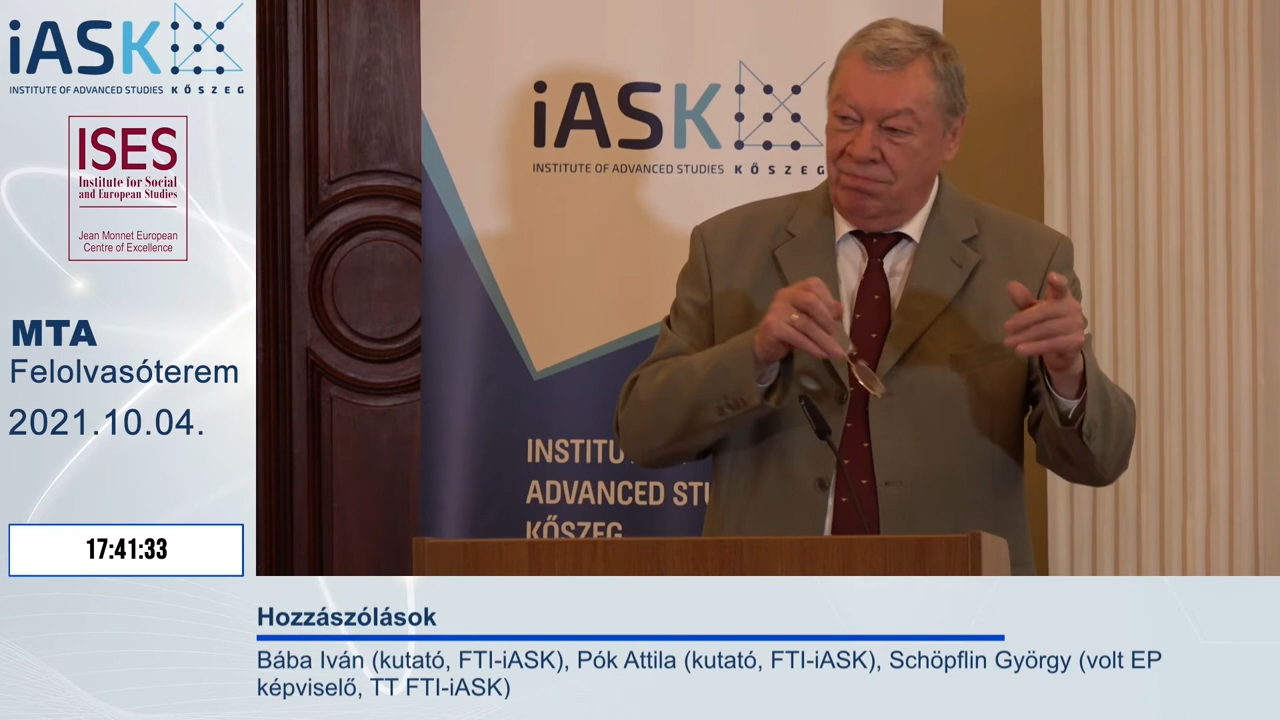 iASK
INSTITUTE OF ADVANCED STUDIES KŐSZEG
ISES
Institute for Social
and European Studies
Jean Monnet European
Centre of Excellence
MTA
Felolvasóterem
2021.10.04.
17:41:33
iASK
INSTITUTE OF ADVANCED STUDIES KŐSZEG
INSTITU
ADVANCED STU
KŐSZEG
Hozzászólások
Bába Iván (kutató, FTI-iASK), Pók Attila (kutató, FTI-iASK), Schöpflin György (volt EP
képviselő, TT FTI-iASK)